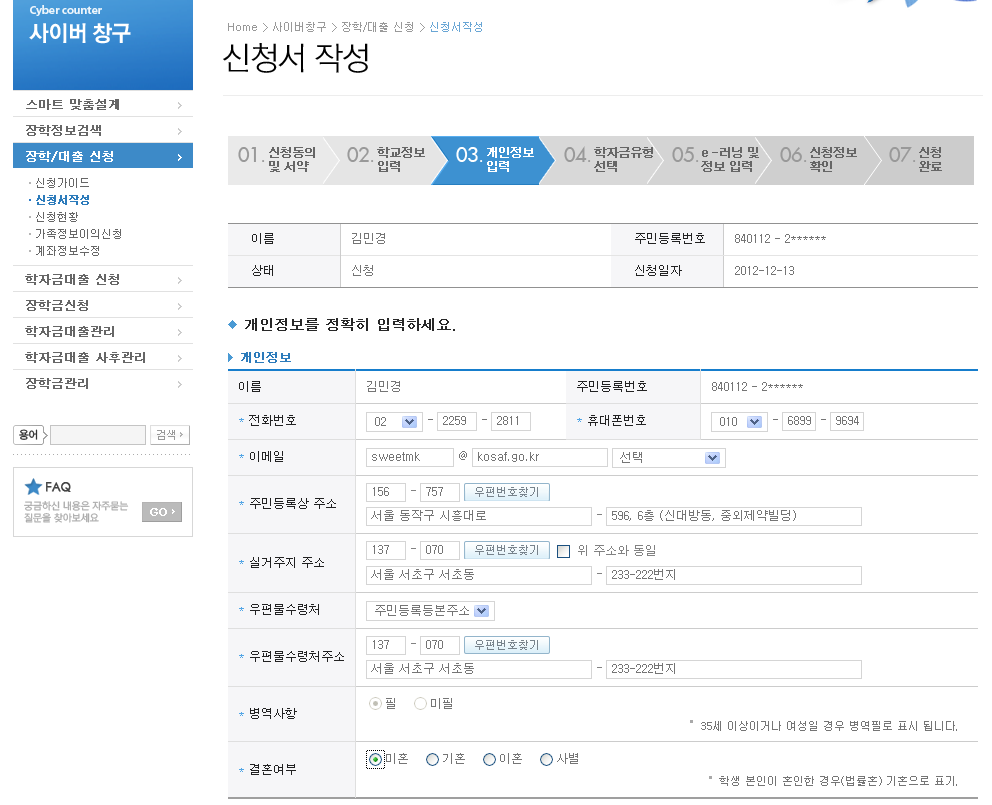 Cyber counter
사이버 창구
스마트 맞춤설계
장학정보검색
장학/대출 신청
· 신청가이드
· 신청서작성
· 신청현황
· 가족정보이익신청
· 계좌정보수정
학자금대출 신청
장학금신청
학자금대출관리
학자금대출 사후관리
장학금관리
용어 검색
FAQ
궁금하신 내용은 자주묻는
질문을 찾아보세요
GO
Home > 사이버창구 > 장학/대출 신청 > 신청서작성
신청서 작성
01. 신청동의 및 서약
02. 학교정보 입력
03. 개인정보 입력
04. 학자금유형 선택
05. e-러닝 및 정보 입력
06. 신청정보 확인
07. 신청 완료
이름 김민경 주민등록번호 840112 - 2******
상태 신청 신청일자 2012-12-13
개인정보를 정확히 입력하세요.
개인정보
이름 김민경 주민등록번호 840112 - 2******
* 전화번호 02 - 2259 - 2811 * 휴대폰번호 010 - 6899 - 9694
* 이메일 sweetmk @ kosaf.go.kr 선택
* 주민등록상 주소 156 - 757 우편번호찾기
서울 동작구 시흥대로 - 596, 6층 (신대방동, 중외제약빌딩)
* 실거주지 주소 137 - 070 우편번호찾기 위 주소와 동일
서울 서초구 서초동 - 233-222번지
* 우편물수령처 주민등록등본주소
* 우편물수령처주소 137 - 070 우편번호찾기
서울 서초구 서초동 - 233-222번지
* 병역사항 필 미필
* 35세 이상이거나 여성일 경우 병역필로 표시 됩니다.
* 결혼여부 미혼 기혼 이혼 사별
* 학생 본인이 혼인한 경우(법률혼) 기혼으로 표기.